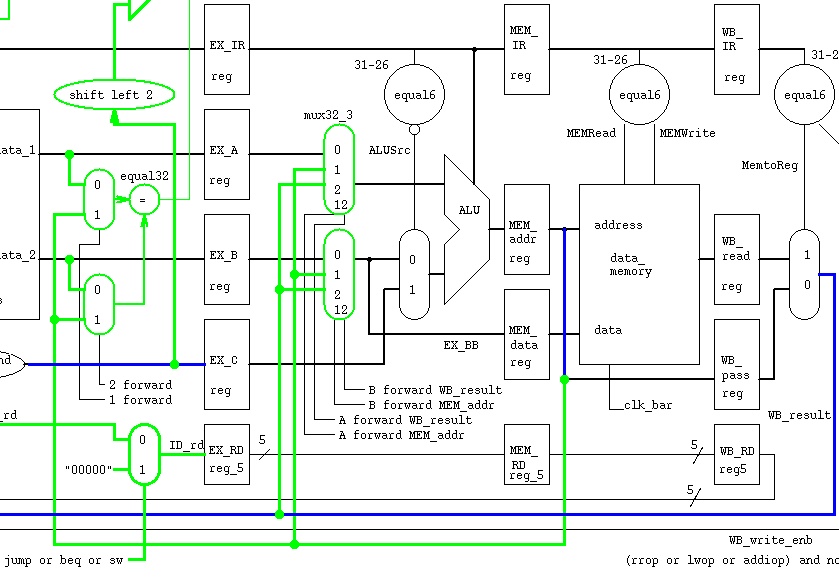 EX_IR
reg
MEM_
IR
reg
WB_
IR
reg
31-26
equal6
31-26
equal6
31-2
equal6
shift left 2
mux32_3
MEMRead
MEMWrite
ALUSrc
MemtoReg
ata_1
EX_A
reg
0
1
2
12
equal32
0
1
=
ALU
MEM_
addr
reg
address
data_
memory
data
WB_
read
reg
1
0
ata_2
EX_B
reg
0
1
2
12
0
1
s
0
1
MEM_
data
reg
EX_BB
nd
EX_C
reg
WB_
pass
reg
2 forward
1 forward
B forward WB_result
B forward MEM_addr
A forward WB_result
A forward MEM_addr
clk_bar
WB_result
_rd
0
1
"00000"
ID_rd
EX_RD
reg_5
5
MEM_
RD
reg_5
5
WB_RD
reg5
5
WB_write_enb
jump or beq or sw
(rrop or lwop or addiop) and no